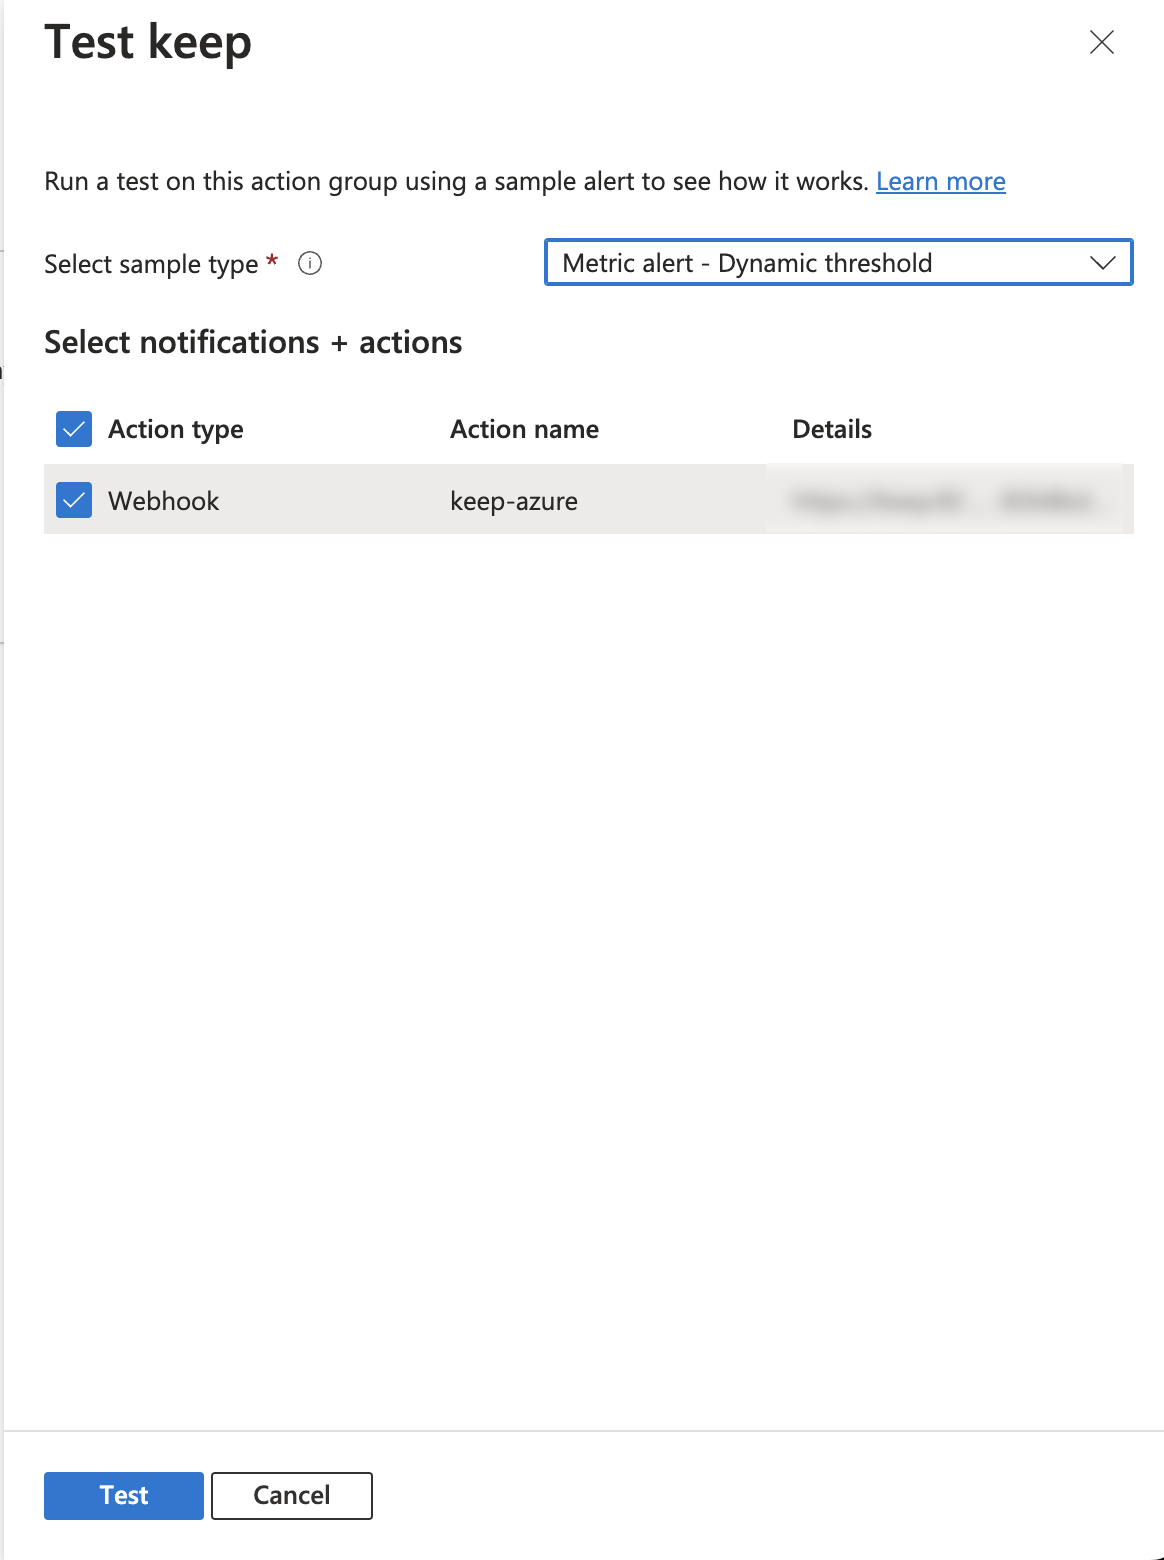 Test keep
Run a test on this action group using a sample alert to see how it works. Learn more
Select sample type *
Metric alert - Dynamic threshold
Select notifications + actions
Action type Action name Details
Webhook keep-azure
Test Cancel